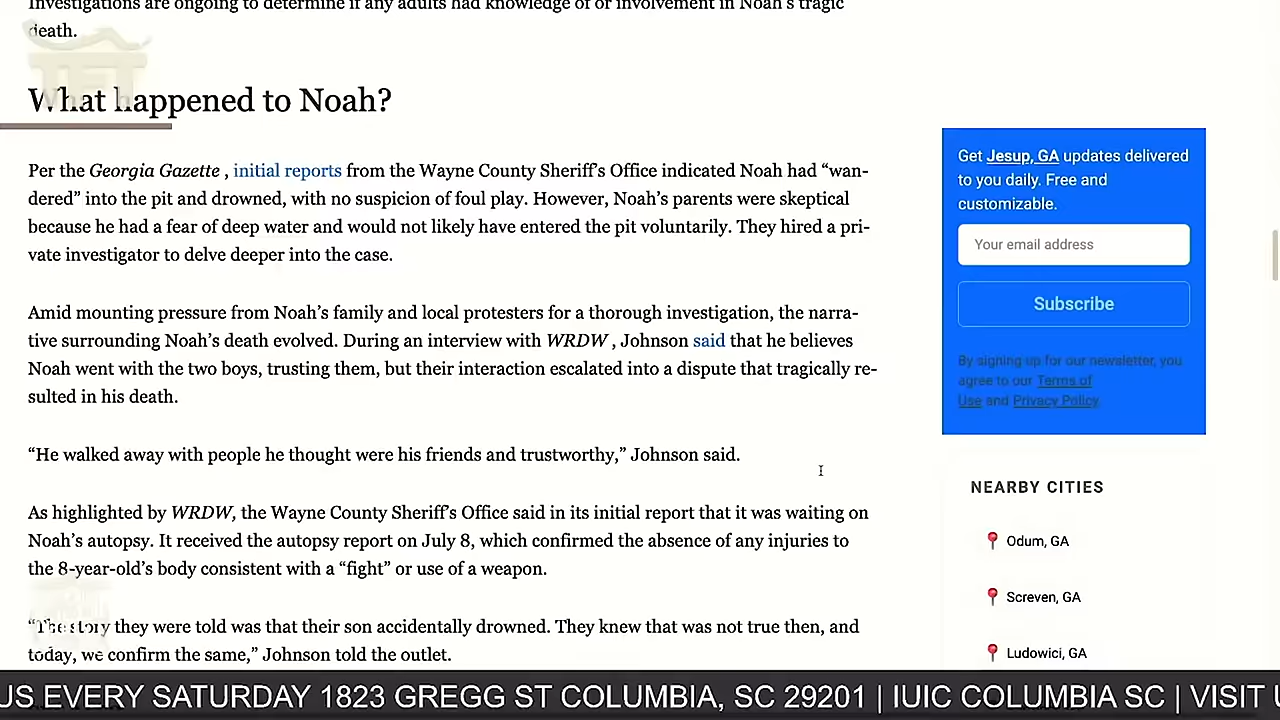 Investigations are ongoing to determine if any adults had knowledge of or involvement in Noah's tragic
death.
What happened to Noah?
Per the Georgia Gazette , initial reports from the Wayne County Sheriff's Office indicated Noah had “wan-
dered” into the pit and drowned, with no suspicion of foul play. However, Noah's parents were skeptical
because he had a fear of deep water and would not likely have entered the pit voluntarily. They hired a pri-
vate investigator to delve deeper into the case.
Amid mounting pressure from Noah's family and local protesters for a thorough investigation, the narra-
tive surrounding Noah's death evolved. During an interview with WRDW , Johnson said that he believes
Noah went with the two boys, trusting them, but their interaction escalated into a dispute that tragically re-
sulted in his death.
“He walked away with people he thought were his friends and trustworthy,” Johnson said.
As highlighted by WRDW, the Wayne County Sheriff's Office said in its initial report that it was waiting on
Noah's autopsy. It received the autopsy report on July 8, which confirmed the absence of any injuries to
the 8-year-old's body consistent with a “fight” or use of a weapon.
“The story they were told was that their son accidentally drowned. They knew that was not true then, and
today, we confirm the same,” Johnson told the outlet.
Get Jesup, GA updates delivered
to you daily. Free and
customizable.
Your email address
Subscribe
By signing up for our newsletter, you
agree to our Terms of
Use and Privacy Policy.
NEARBY CITIES
Odum, GA
Screven, GA
Ludowici, GA
US EVERY SATURDAY 1823 GREGG ST COLUMBIA, SC 29201 | IUIC COLUMBIA SC | VISIT U